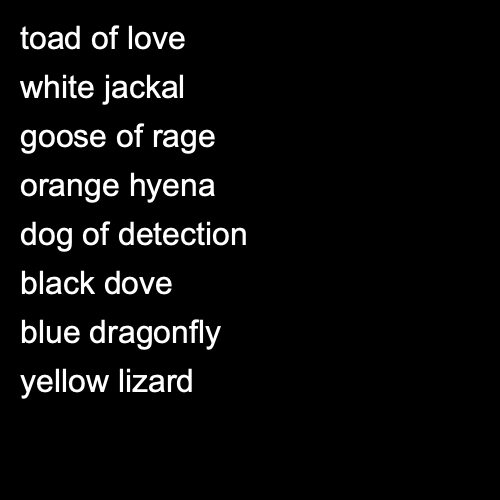 toad of love
white jackal
goose of rage
orange hyena
dog of detection
black dove
blue dragonfly
yellow lizard